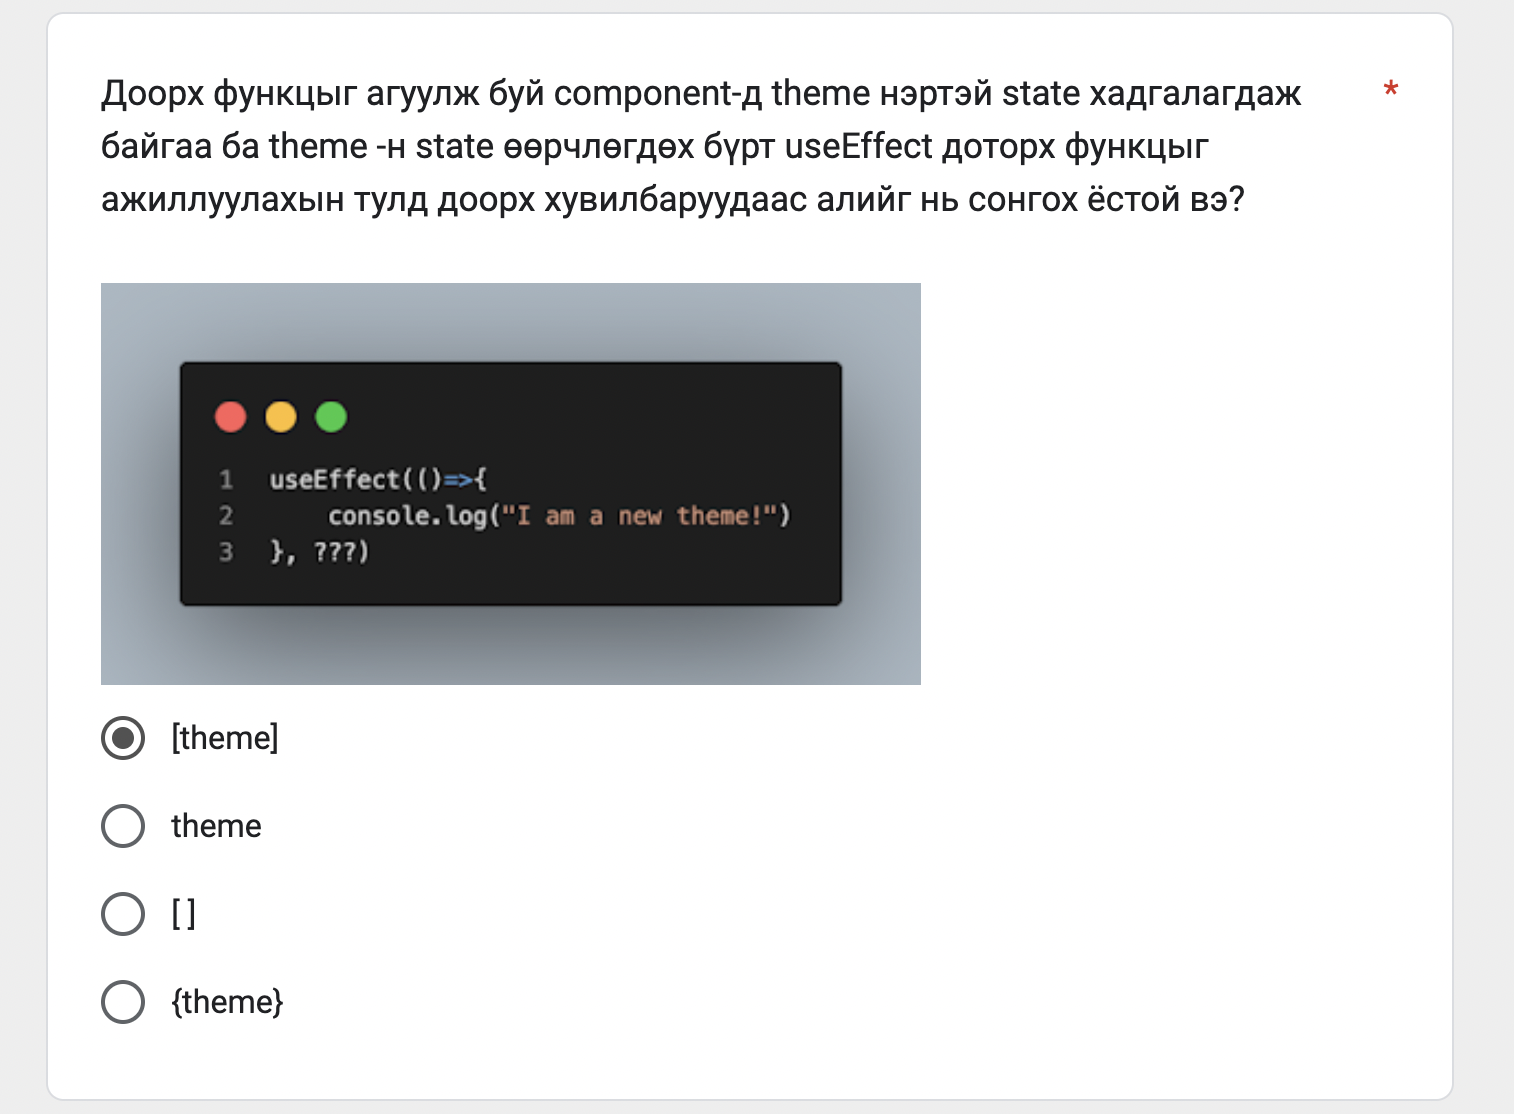 Доорх функцыг агуулж буй component-д theme нэртэй state хадгалагдаж *
байгаа ба theme -н state өөрчлөгдөх бүрт useEffect доторх функцыг
ажиллуулахын тулд доорх хувилбаруудаас алийг нь сонгох ёстой вэ?
1 useEffect(()=>{
2 console.log("I am a new theme!")
3 }, ???)
[theme]
theme
[ ]
{theme}